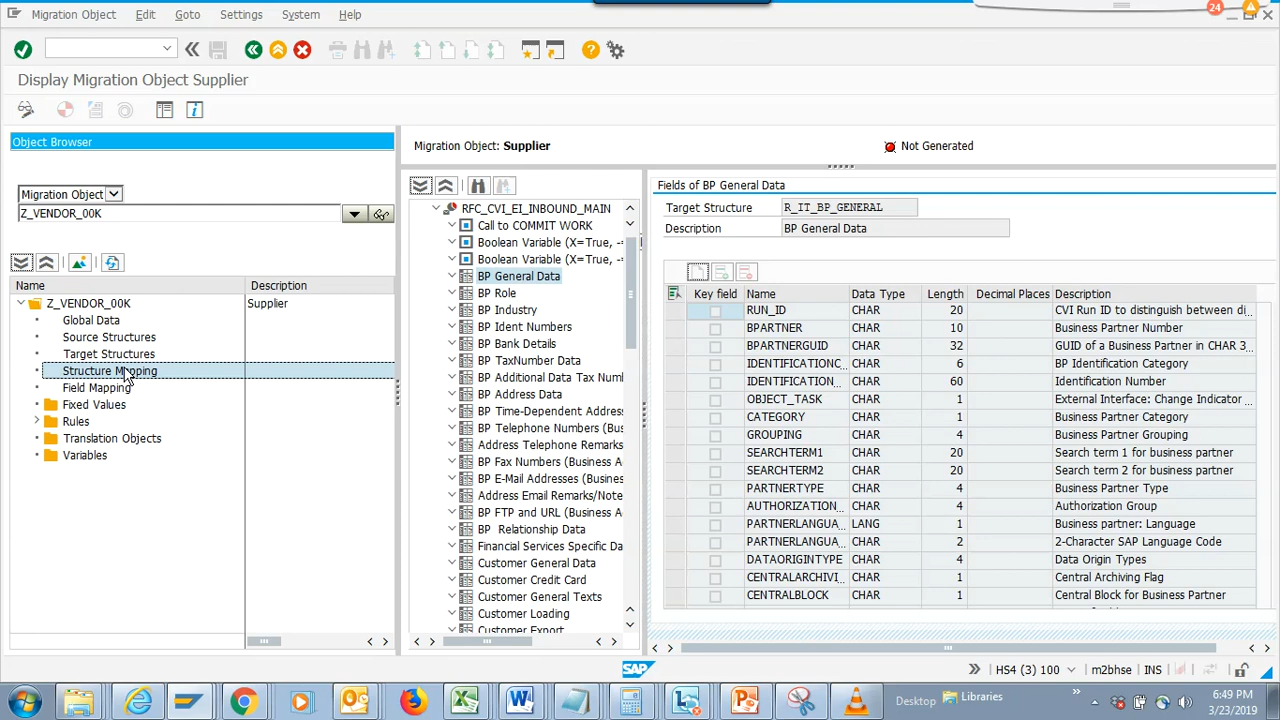 Migration Object Edit Goto Settings System Help
24
Display Migration Object Supplier
Object Browser
Migration Object
Z_VENDOR_00K
Name Description
Z_VENDOR_00K Supplier
Global Data
Source Structures
Target Structures
Structure Mapping
Field Mapping
Fixed Values
Rules
Translation Objects
Variables
Migration Object: Supplier
Not Generated
RFC_CVI_EI_INBOUND_MAIN
Call to COMMIT WORK
Boolean Variable (X=True, -=
Boolean Variable (X=True, -=
BP General Data
BP Role
BP Industry
BP Ident Numbers
BP Bank Details
BP TaxNumber Data
BP Additional Data Tax Num
BP Address Data
BP Time-Dependent Address
BP Telephone Numbers (Bu
Address Telephone Remarks
BP Fax Numbers (Business A
BP E-Mail Addresses (Busine
Address Email Remarks/Note
BP FTP and URL (Business A
BP Relationship Data
Financial Services Specific Da
Customer General Data
Customer Credit Card
Customer General Texts
Customer Loading
Customer Export
Fields of BP General Data
Target Structure R_IT_BP_GENERAL
Description BP General Data
Key field Name Data Type Length Decimal Places Description
RUN_ID CHAR 20 CVI Run ID to distinguish between di...
BPARTNER CHAR 10 Business Partner Number
BPARTNERGUID CHAR 32 GUID of a Business Partner in CHAR 3...
IDENTIFICATIONC... CHAR 6 BP Identification Category
IDENTIFICATION... CHAR 60 Identification Number
OBJECT_TASK CHAR 1 External Interface: Change Indicator ...
CATEGORY CHAR 1 Business Partner Category
GROUPING CHAR 4 Business Partner Grouping
SEARCHTERM1 CHAR 20 Search term 1 for business partner
SEARCHTERM2 CHAR 20 Search term 2 for business partner
PARTNERTYPE CHAR 4 Business Partner Type
AUTHORIZATION... CHAR 4 Authorization Group
PARTNERLANGUA... LANG 1 Business partner: Language
PARTNERLANGUA... CHAR 2 2-Character SAP Language Code
DATAORIGINTYPE CHAR 4 Data Origin Types
CENTRALARCHIVI... CHAR 1 Central Archiving Flag
CENTRALBLOCK CHAR 1 Central Block for Business Partner
SAP
HS4 (3) 100 m2bhse INS
Desktop Libraries
6:49 PM
3/23/2019